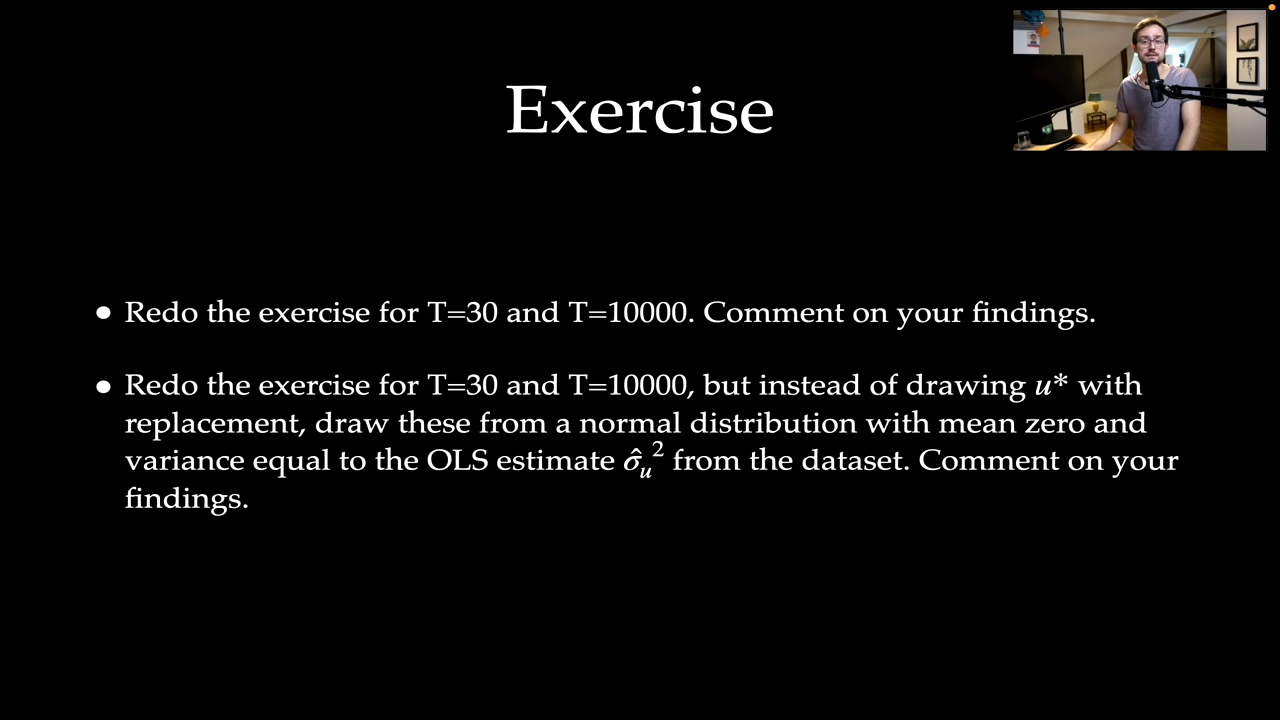 Exercise
• Redo the exercise for T=30 and T=10000. Comment on your findings.
• Redo the exercise for T=30 and T=10000, but instead of drawing u* with
replacement, draw these from a normal distribution with mean zero and
variance equal to the OLS estimate σ̂ᵤ² from the dataset. Comment on your
findings.